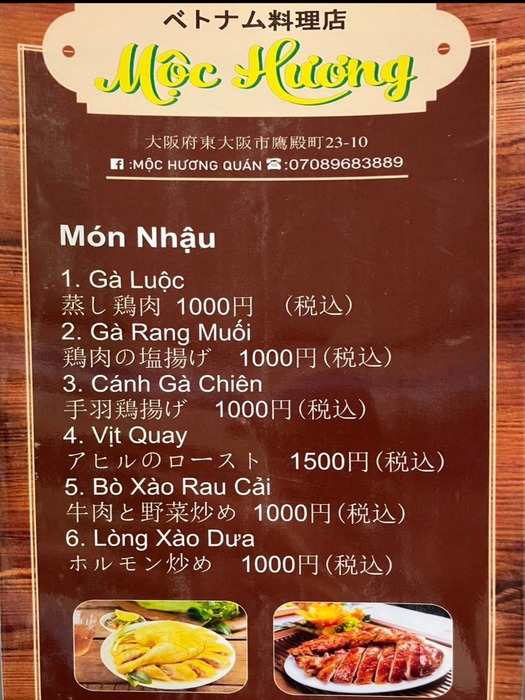 ベトナム料理店
Mộc Hương
大阪府東大阪市鷹殿町23-10
:MỘC HƯƠNG QUÁN ☎:07089683889
Món Nhậu
1. Gà Luộc
蒸し鶏肉 1000円 (税込)
2. Gà Rang Muối
鶏肉の塩揚げ 1000円(税込)
3. Cánh Gà Chiên
手羽鶏揚げ 1000円(税込)
4. Vịt Quay
アヒルのロースト 1500円(税込)
5. Bò Xào Rau Cải
牛肉と野菜炒め 1000円(税込)
6. Lòng Xào Dưa
ホルモン炒め 1000円(税込)